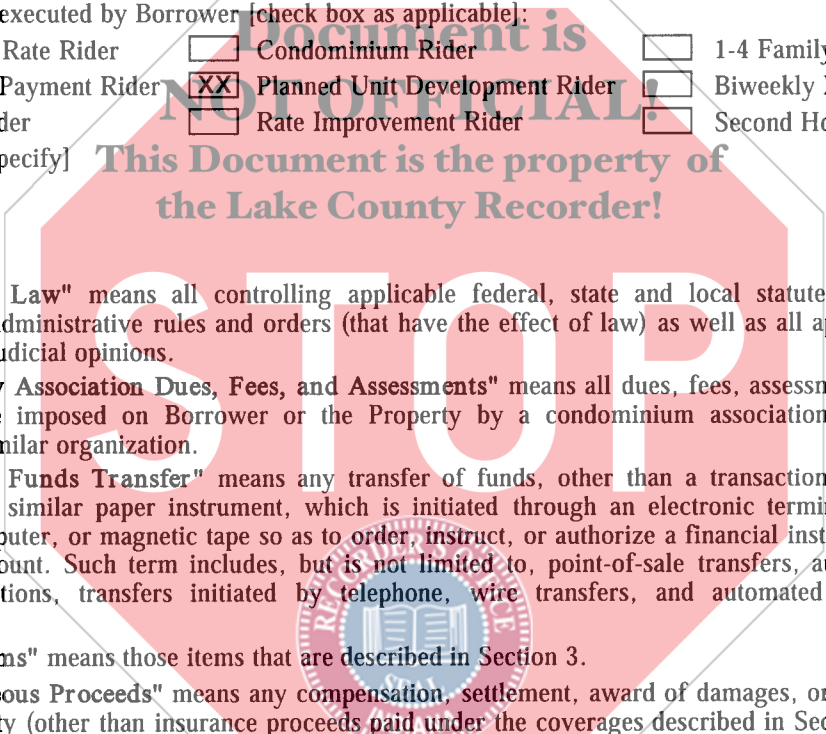 executed by Borrower [check box as applicable]:
Rate Rider Condominium Rider 1-4 Family
Payment Rider XX Planned Unit Development Rider Biweekly
der Rate Improvement Rider Second Ho
pecify]
Document is
NOT OFFICIAL!
This Document is the property of
the Lake County Recorder!
STOP
Law" means all controlling applicable federal, state and local statute
dministrative rules and orders (that have the effect of law) as well as all a
udicial opinions.
Association Dues, Fees, and Assessments" means all dues, fees, assessm
imposed on Borrower or the Property by a condominium association
milar organization.
Funds Transfer" means any transfer of funds, other than a transaction
similar paper instrument, which is initiated through an electronic termi
puter, or magnetic tape so as to order, instruct, or authorize a financial inst
ount. Such term includes, but is not limited to, point-of-sale transfers, au
tions, transfers initiated by telephone, wire transfers, and automated
ms" means those items that are described in Section 3.
ous Proceeds" means any compensation, settlement, award of damages, or
ty (other than insurance proceeds paid under the coverages described in Sec
RECORDER'S OFFICE
SEAL
INDIANA